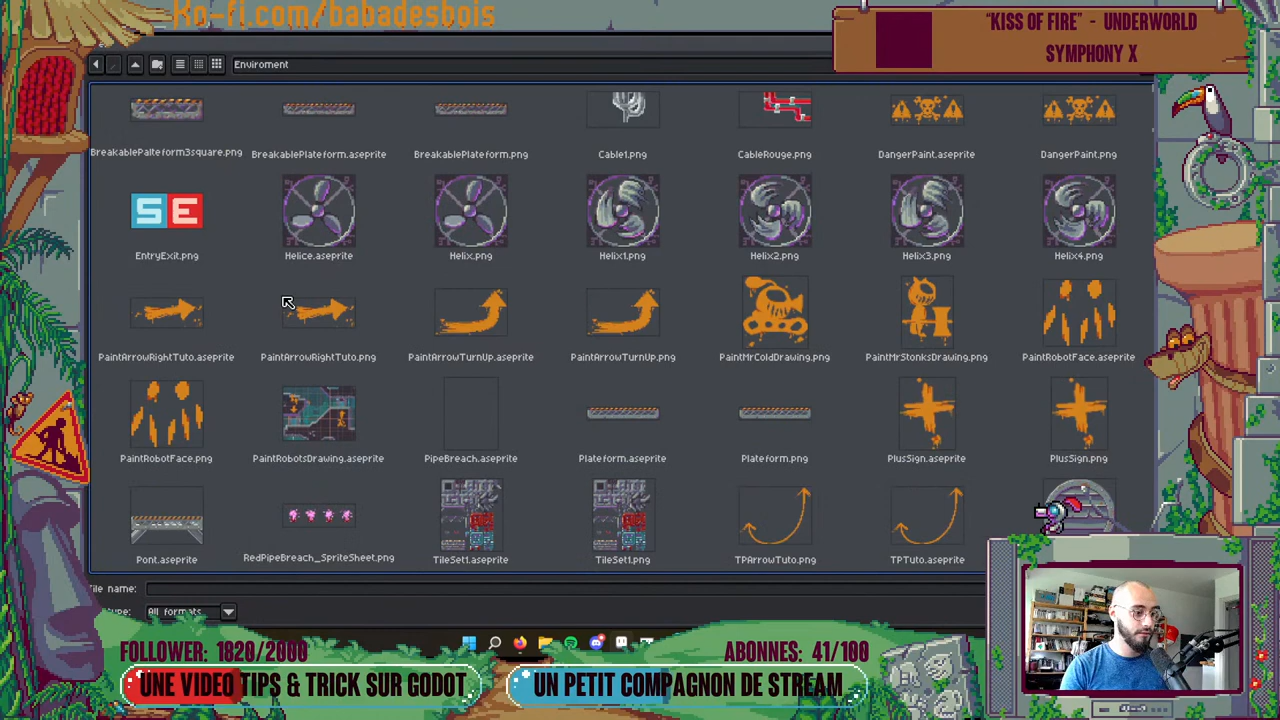 Ko-fi.com/babadesbois
"KISS OF FIRE" - UNDERWORLD
SYMPHONY X
Enviroment
BreakablePalteform3square.png
BreakablePlateform.aseprite
BreakablePlateform.png
Cable1.png
CableRouge.png
DangerPaint.aseprite
DangerPaint.png
SE
EntryExit.png
Helice.aseprite
Helix.png
Helix1.png
Helix2.png
Helix3.png
Helix4.png
PaintArrowRightTuto.aseprite
PaintArrowRightTuto.png
PaintArrowTurnUp.aseprite
PaintArrowTurnUp.png
PaintMrColdDrawing.png
PaintMrStonksDrawing.png
PaintRobotFace.aseprite
PaintRobotFace.png
PaintRobotsDrawing.aseprite
PipeBreach.aseprite
Plateform.aseprite
Plateform.png
PlusSign.aseprite
PlusSign.png
Pont.aseprite
RedPipeBreach_SpriteSheet.png
TileSet1.aseprite
TileSet1.png
TPArrowTuto.png
TPTuto.aseprite
File name:
type:
All formats
FOLLOWER: 1820/2000
ABONNES: 41/100
UNE VIDEO TIPS & TRICK SUR GODOT
UN PETIT COMPAGNON DE STREAM